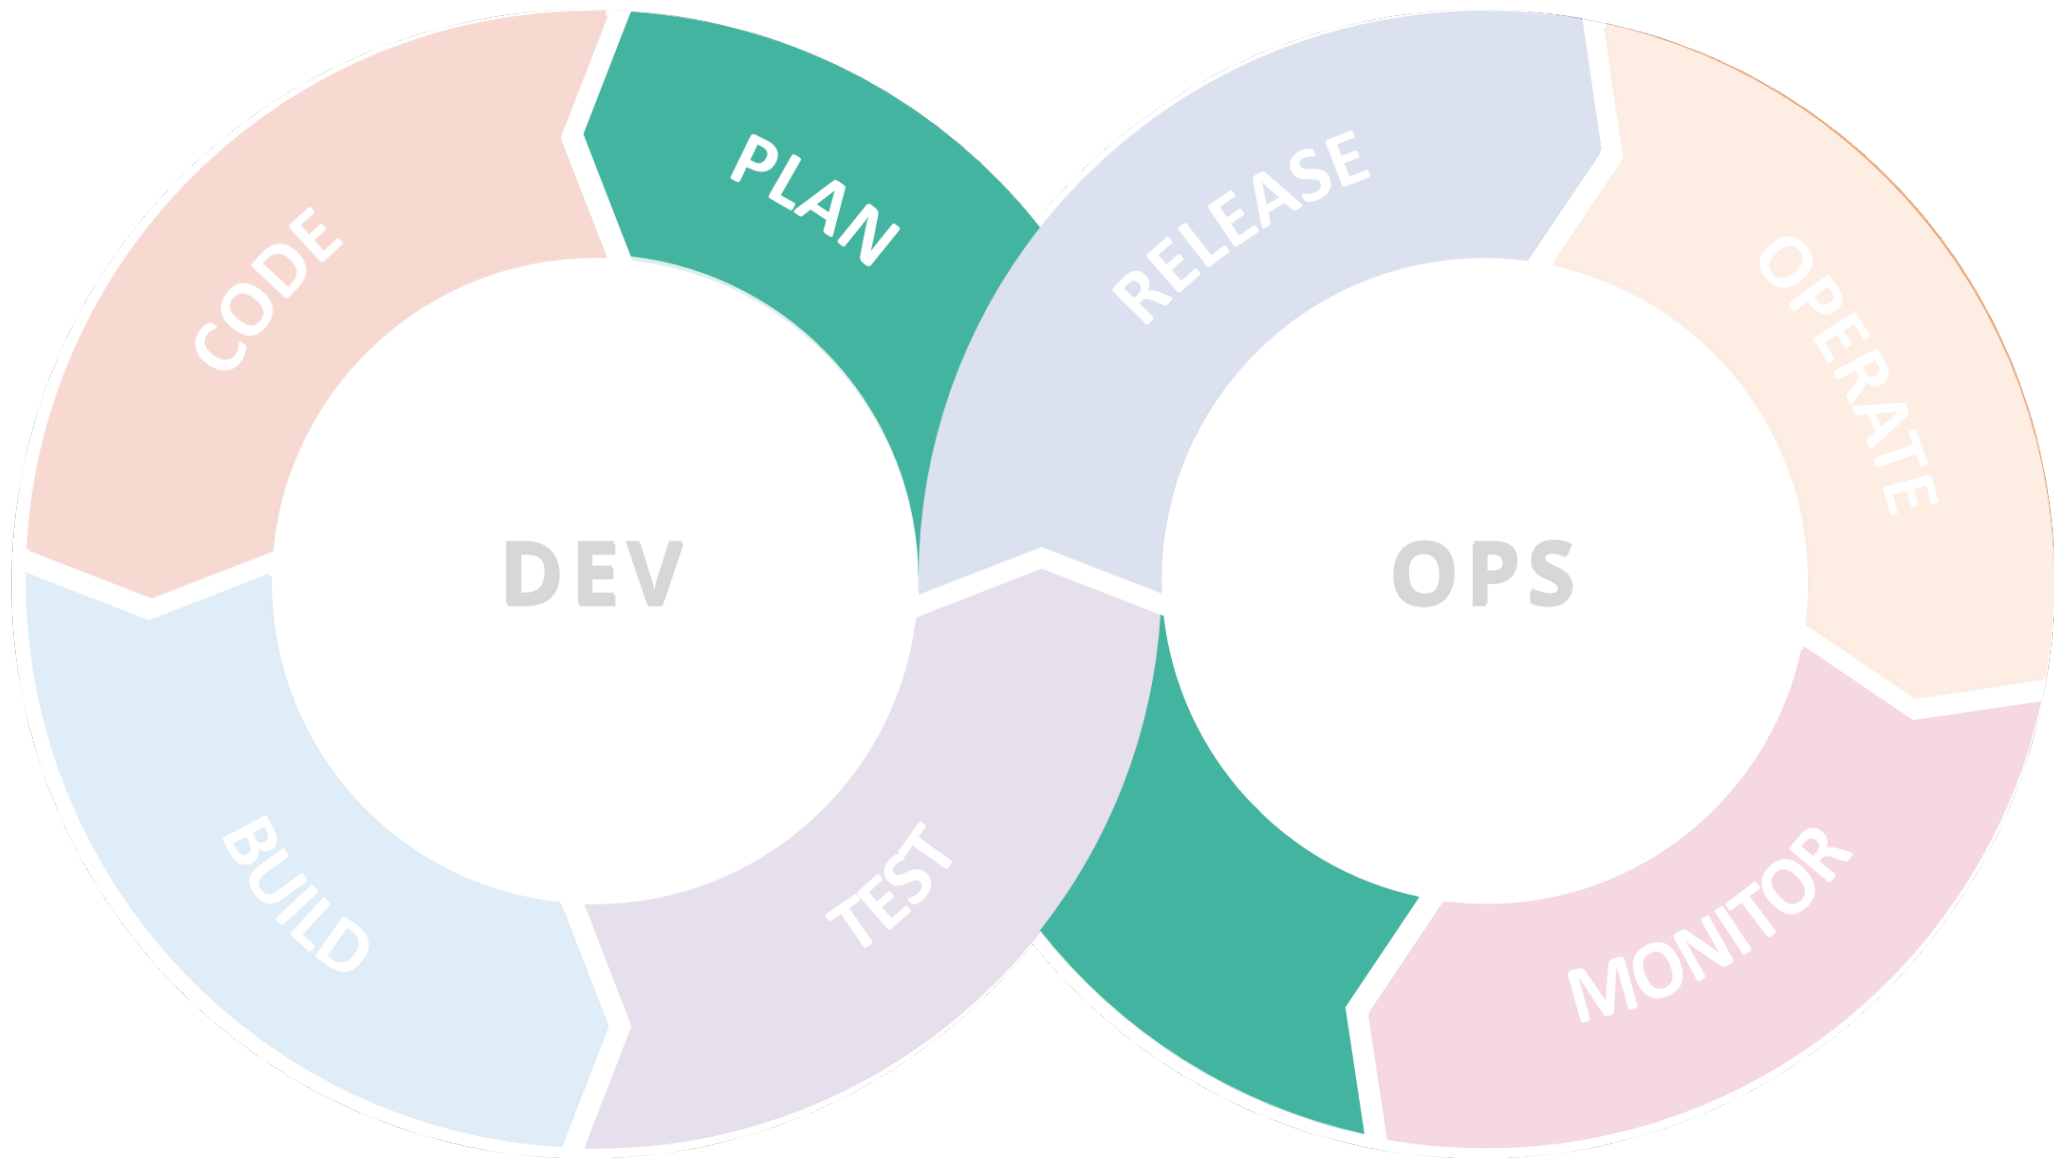 PLAN
CODE
BUILD
TEST
RELEASE
OPERATE
MONITOR
DEV
OPS